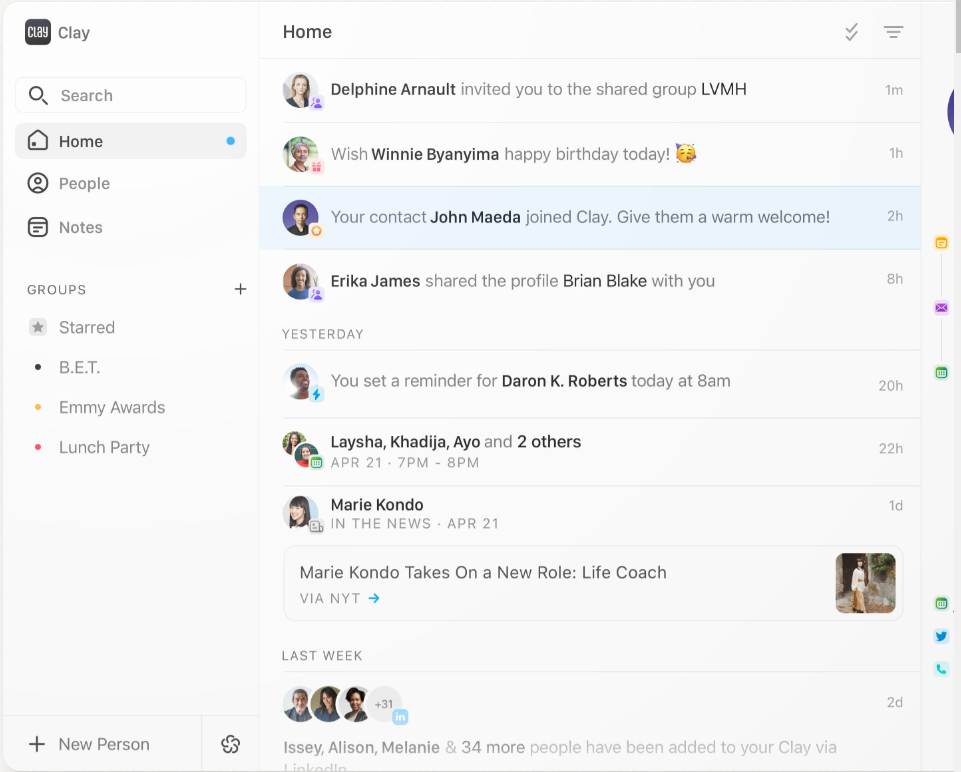 CLAY Clay
Search
Home
People
Notes
GROUPS +
Starred
B.E.T.
Emmy Awards
Lunch Party
+ New Person
Home
Delphine Arnault invited you to the shared group LVMH 1m
Wish Winnie Byanyima happy birthday today! 🥳 1h
Your contact John Maeda joined Clay. Give them a warm welcome! 2h
Erika James shared the profile Brian Blake with you 8h
YESTERDAY
You set a reminder for Daron K. Roberts today at 8am 20h
Laysha, Khadija, Ayo and 2 others 22h
APR 21 · 7PM - 8PM
Marie Kondo 1d
IN THE NEWS · APR 21
Marie Kondo Takes On a New Role: Life Coach
VIA NYT →
LAST WEEK
+31 in 2d
Issey, Alison, Melanie & 34 more people have been added to your Clay via
LinkedIn